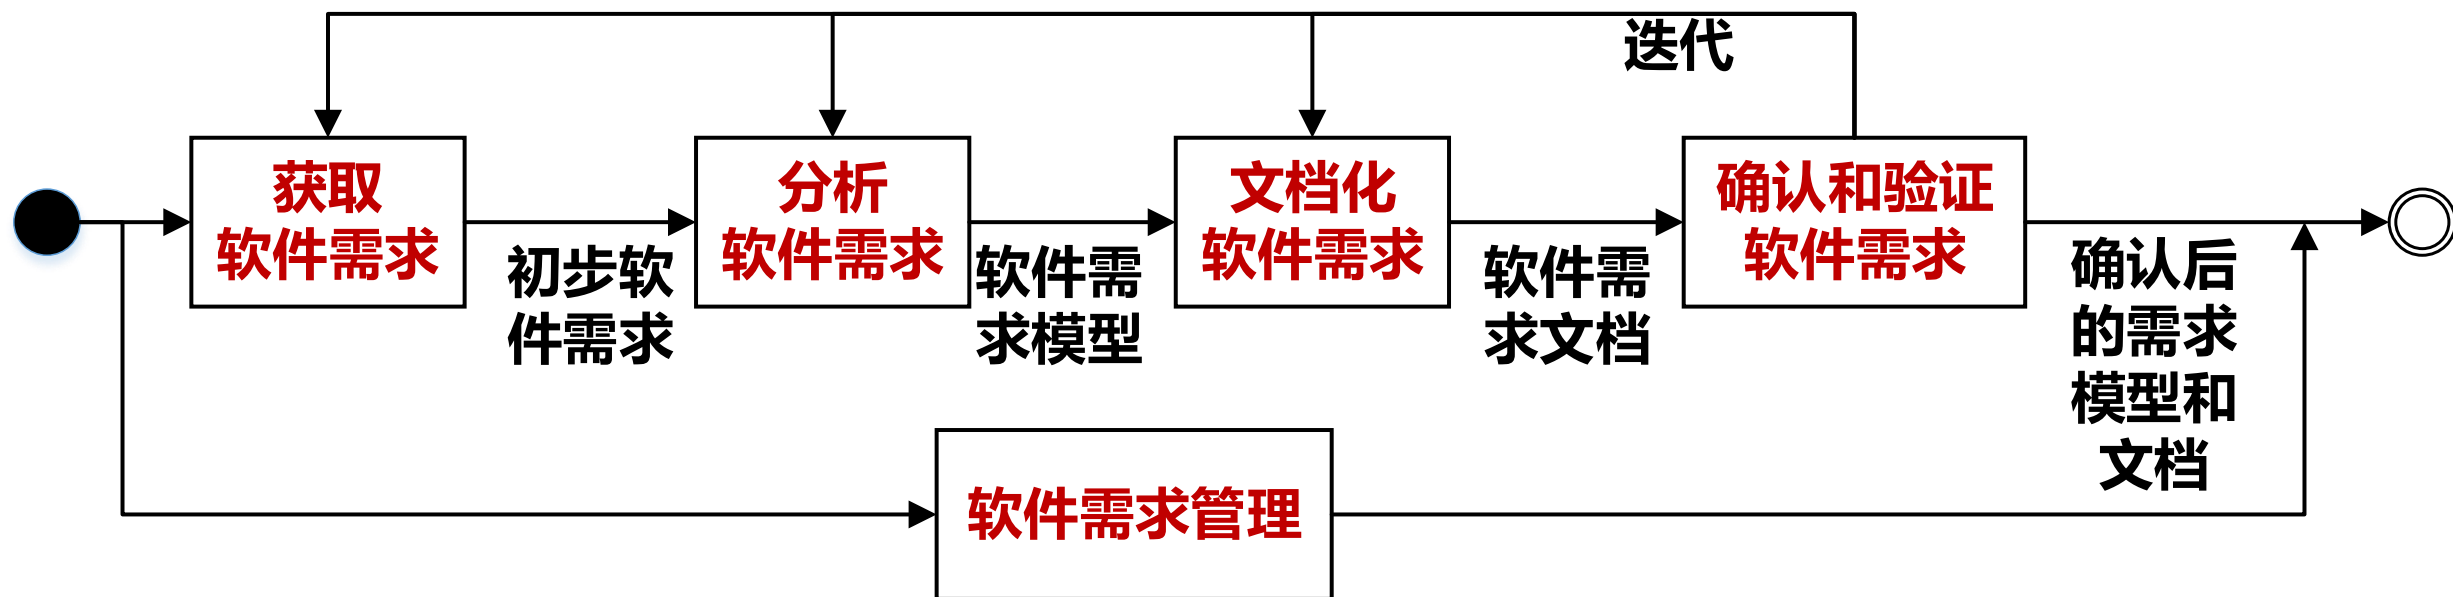 迭代
获取
软件需求
初步软
件需求
分析
软件需求
软件需
求模型
文档化
软件需求
软件需
求文档
确认和验证
软件需求
确认后
的需求
模型和
文档
软件需求管理